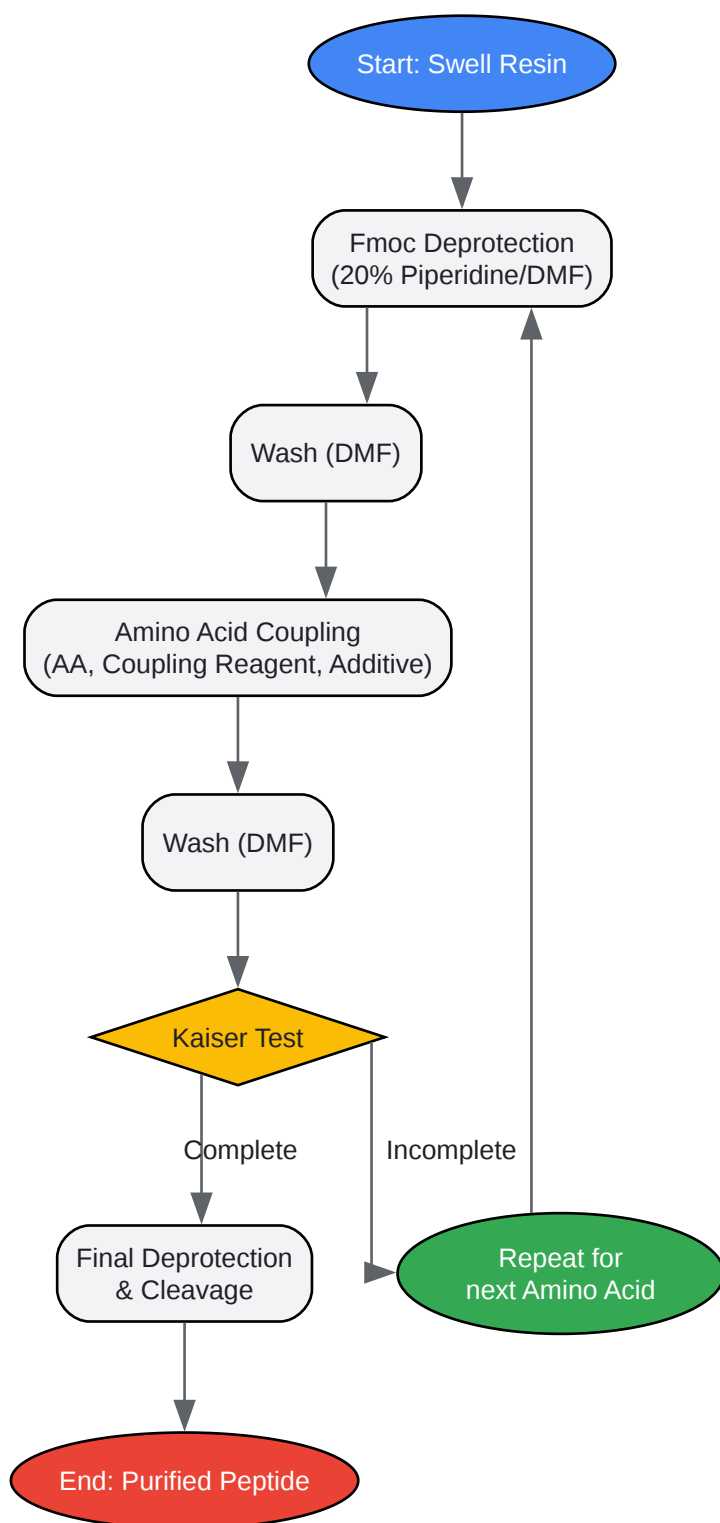 Start: Swell Resin
Fmoc Deprotection
(20% Piperidine/DMF)
Wash (DMF)
Amino Acid Coupling
(AA, Coupling Reagent, Additive)
Wash (DMF)
Kaiser Test
Complete
Incomplete
Final Deprotection
& Cleavage
Repeat for
next Amino Acid
End: Purified Peptide